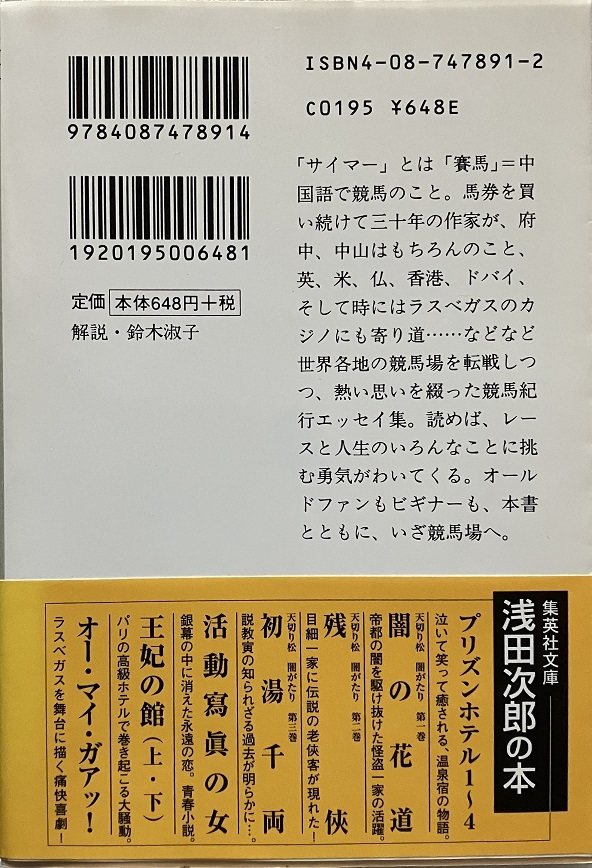 ISBN4-08-747891-2
C0195 ¥648E
9784087478914
1920195006481
定価 本体648円+税
解説・鈴木淑子
「サイマー」とは「賽馬」=中
国語で競馬のこと。馬券を買
い続けて三十年の作家が、府
中、中山はもちろんのこと、
英、米、仏、香港、ドバイ、
そして時にはラスベガスのカ
ジノにも寄り道……などなど
世界各地の競馬場を転戦しつ
つ、熱い思いを綴った競馬紀
行エッセイ集。読めば、レー
スと人生のいろんなことに挑
む勇気がわいてくる。オール
ドファンもビギナーも、本書
とともに、いざ競馬場へ。
集英社文庫
浅田次郎の本
プリズンホテル1〜4
泣いて笑って癒される、温泉宿の物語。
天切り松 闇がたり 第一巻
闇の花道
帝都の闇を駆け抜けた怪盗一家の活躍。
天切り松 闇がたり 第二巻
残俠
目細一家に伝説の老俠客が現れた!
天切り松 闇がたり 第三巻
初湯千両
説教寅の知られざる過去が明らかに…。
活動寫眞の女
銀幕の中に消えた永遠の恋。青春小説。
王妃の館(上・下)
パリの高級ホテルで巻き起こる大騒動。
オー・マイ・ガアッ!
ラスベガスを舞台に描く痛快喜劇!